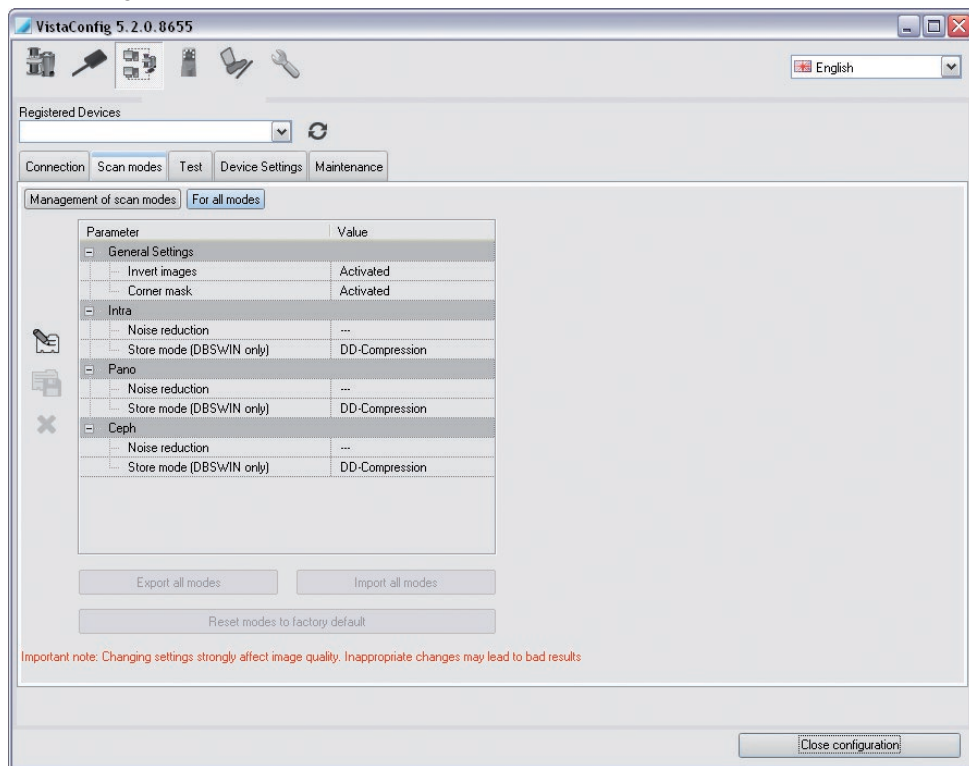 VistaConfig 5.2.0.8655
English
Registered Devices
Connection Scan modes Test Device Settings Maintenance
Management of scan modes For all modes
Parameter Value
General Settings
Invert images Activated
Corner mask Activated
Intra
Noise reduction ---
Store mode (DBSWIN only) DD-Compression
Pano
Noise reduction ---
Store mode (DBSWIN only) DD-Compression
Ceph
Noise reduction ---
Store mode (DBSWIN only) DD-Compression
Export all modes Import all modes
Reset modes to factory default
Important note: Changing settings strongly affect image quality. Inappropriate changes may lead to bad results
Close configuration